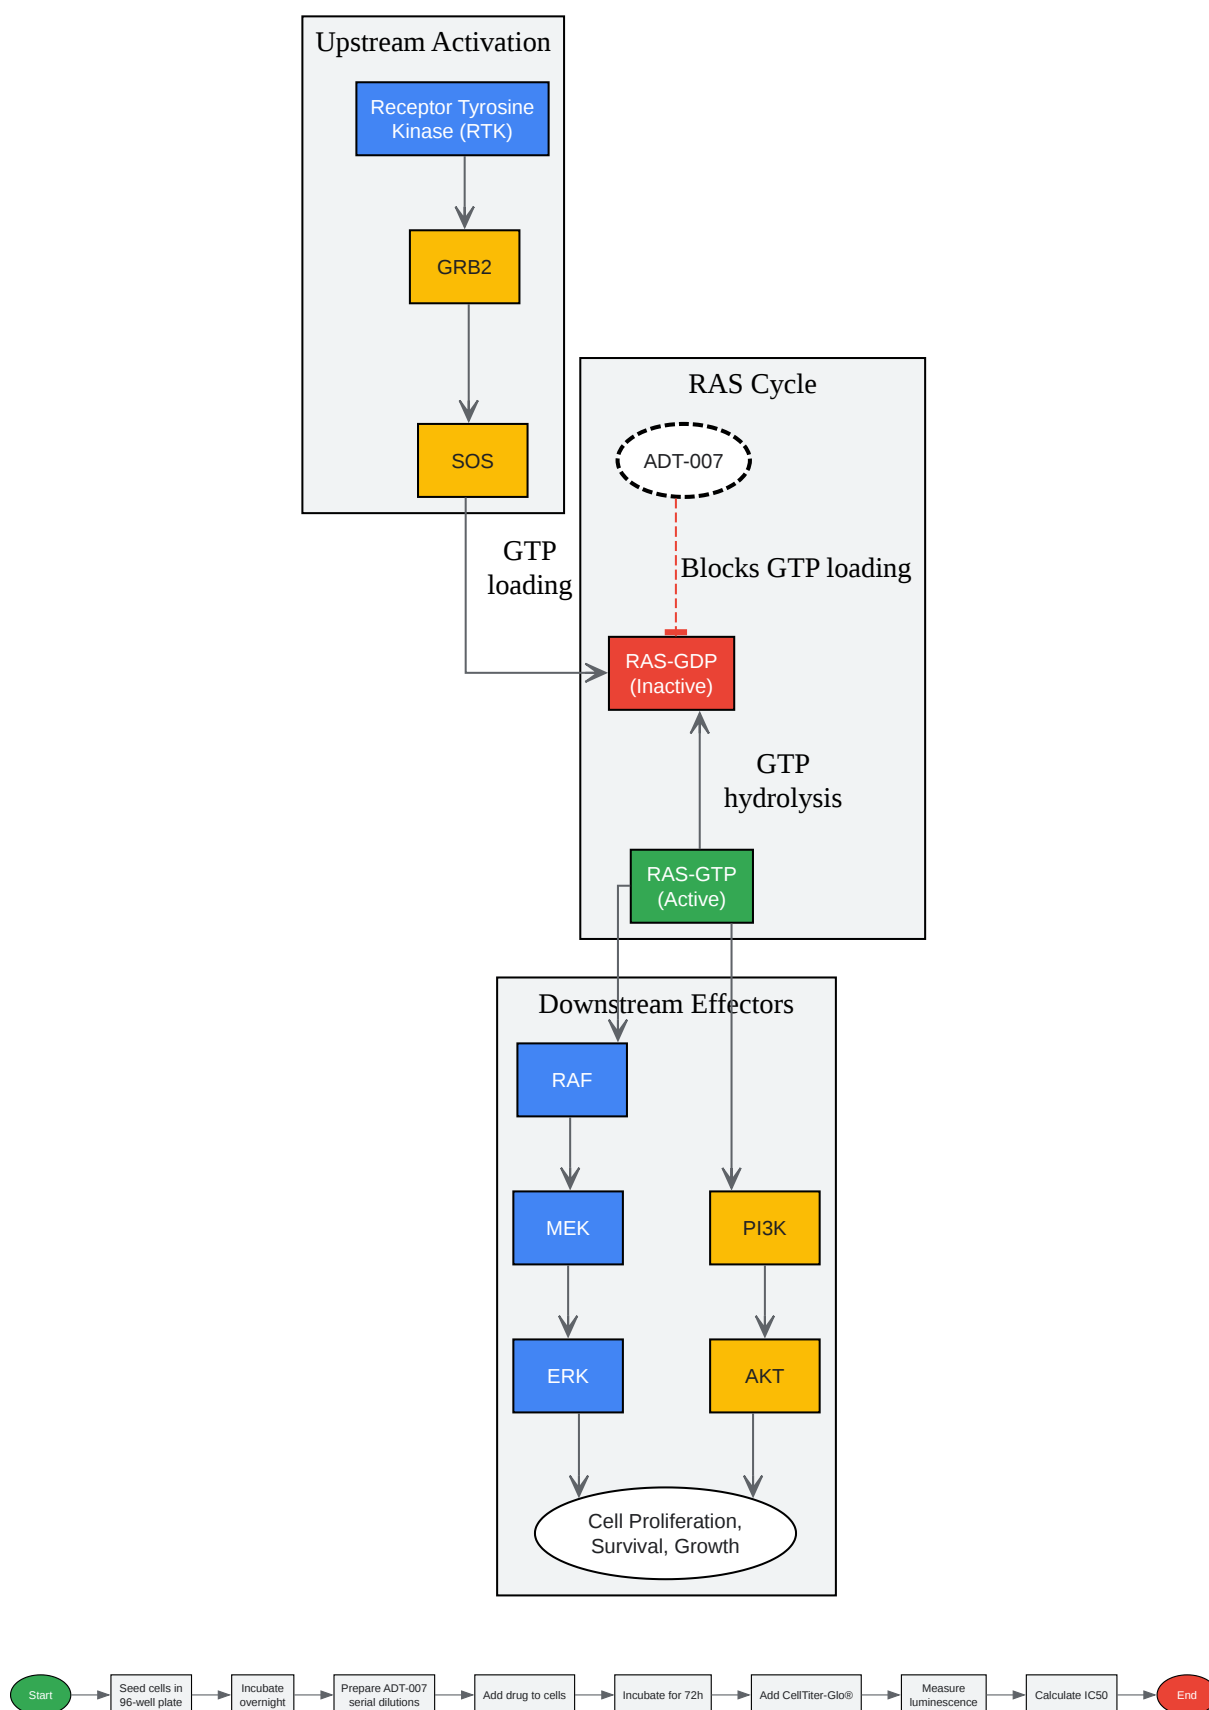 Upstream Activation
Receptor Tyrosine
Kinase (RTK)
GRB2
SOS
GTP
loading
RAS Cycle
ADT-007
Blocks GTP loading
RAS-GDP
(Inactive)
GTP
hydrolysis
RAS-GTP
(Active)
Downstream Effectors
RAF
MEK
PI3K
ERK
AKT
Cell Proliferation,
Survival, Growth
Start
Seed cells in
96-well plate
Incubate
overnight
Prepare ADT-007
serial dilutions
Add drug to cells
Incubate for 72h
Add CellTiter-Glo®
Measure
luminescence
Calculate IC50
End